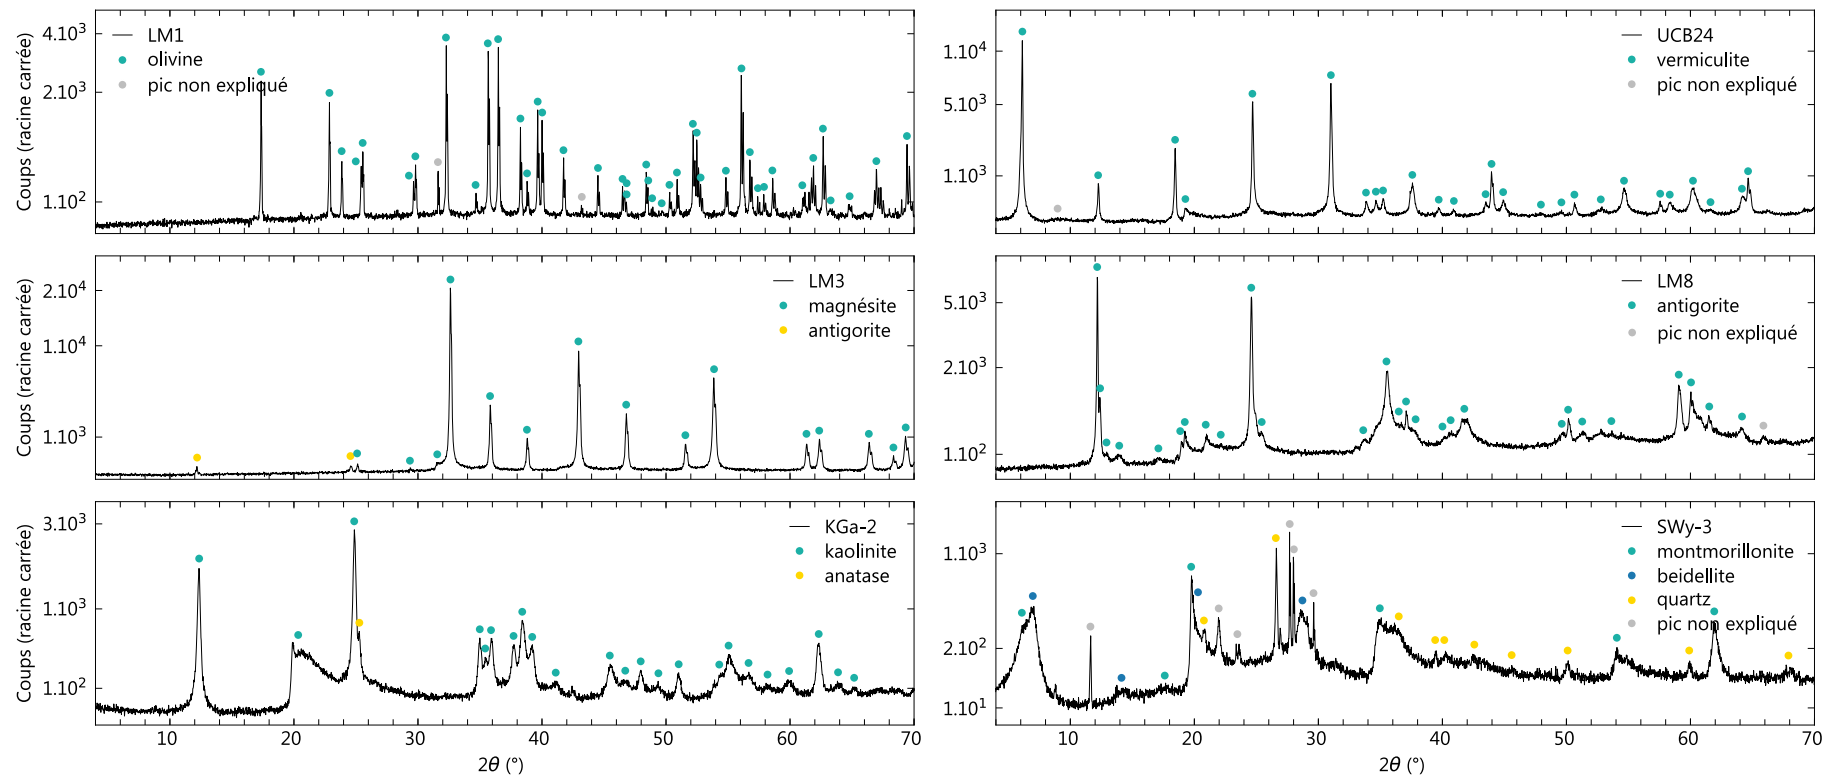 Coups (racine carrée)
4.10³
2.10³
1.10²
LM1
olivine
pic non expliqué
1.10⁴
5.10³
1.10³
UCB24
vermiculite
pic non expliqué
Coups (racine carrée)
2.10⁴
1.10⁴
1.10³
LM3
magnésite
antigorite
5.10³
2.10³
1.10²
LM8
antigorite
pic non expliqué
Coups (racine carrée)
3.10³
1.10³
1.10²
KGa-2
kaolinite
anatase
10 20 30 40 50 60 70
2θ (°)
1.10³
2.10²
1.10¹
SWy-3
montmorillonite
beidellite
quartz
pic non expliqué
10 20 30 40 50 60 70
2θ (°)